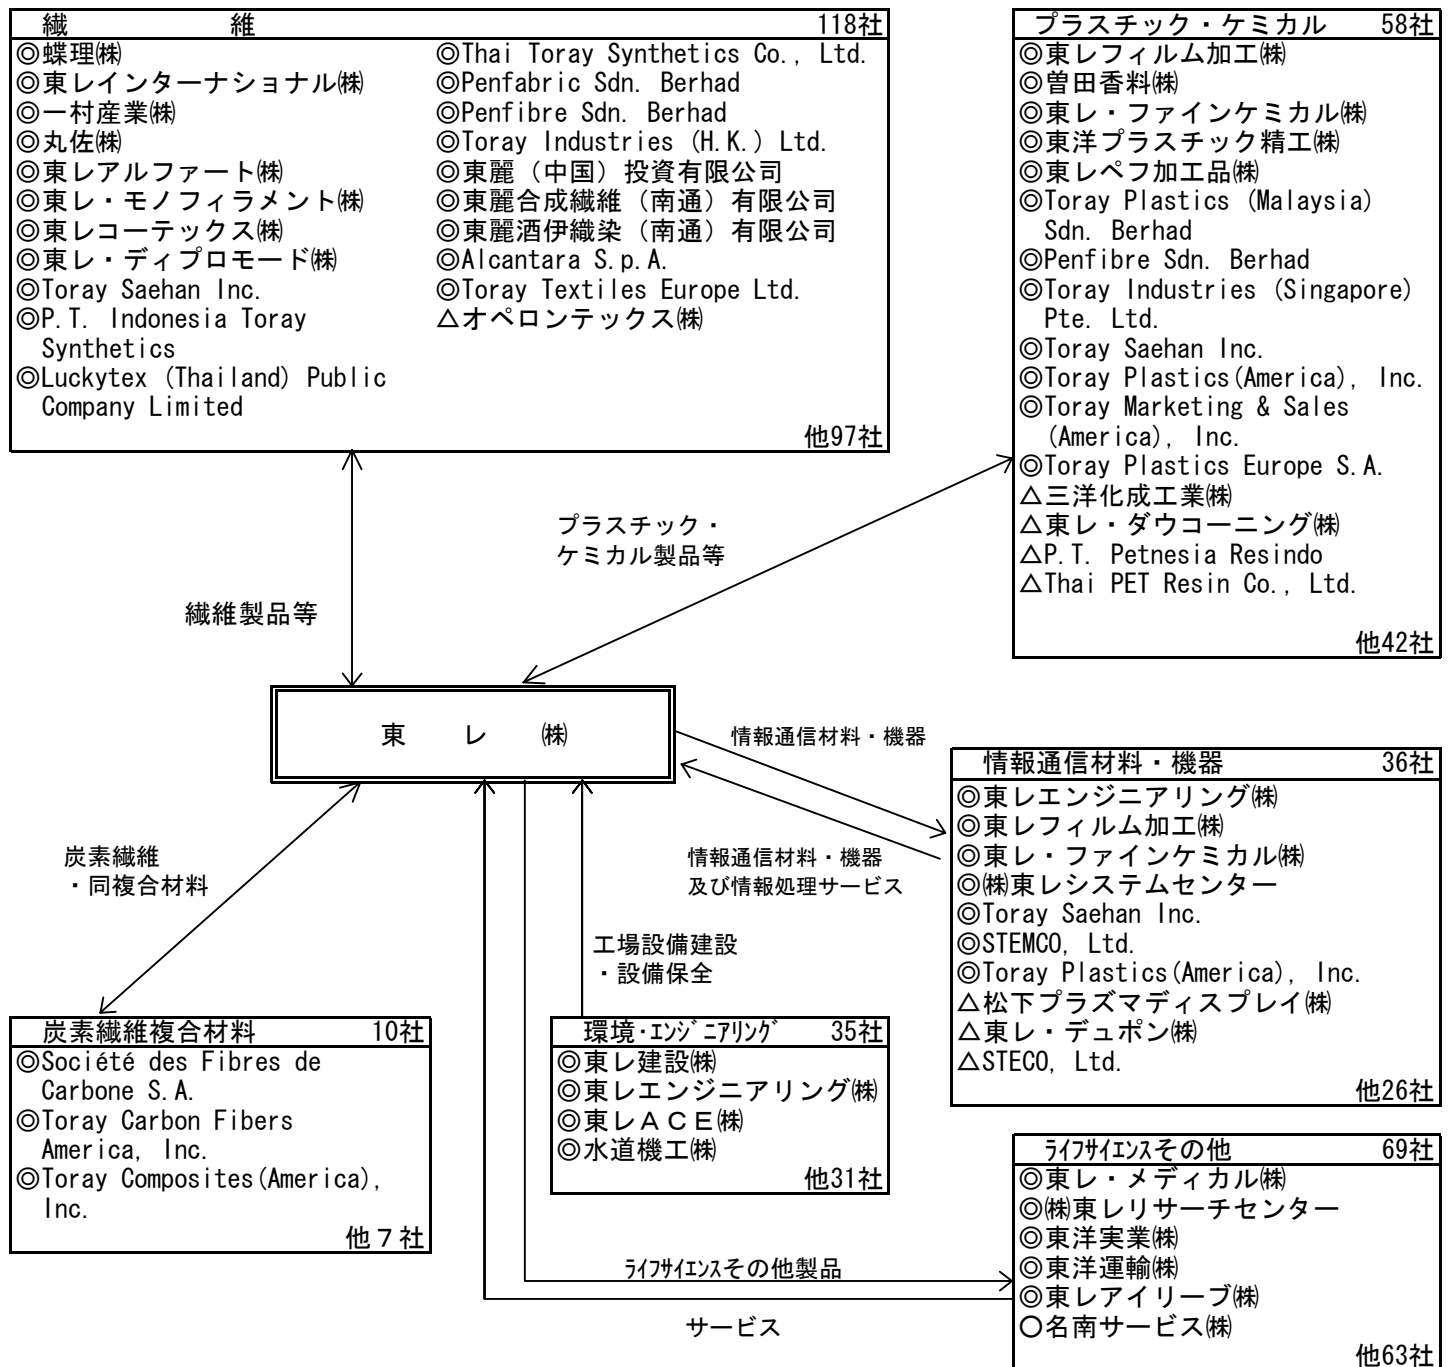 繊　　　維　118社
◎蝶理㈱
◎東レインターナショナル㈱
◎一村産業㈱
◎丸佐㈱
◎東レアルファート㈱
◎東レ・モノフィラメント㈱
◎東レコーテックス㈱
◎東レ・ディプロモード㈱
◎Toray Saehan Inc.
◎P.T. Indonesia Toray
Synthetics
◎Luckytex (Thailand) Public
Company Limited
◎Thai Toray Synthetics Co., Ltd.
◎Penfabric Sdn. Berhad
◎Penfibre Sdn. Berhad
◎Toray Industries (H.K.) Ltd.
◎東麗（中国）投資有限公司
◎東麗合成繊維（南通）有限公司
◎東麗酒伊織染（南通）有限公司
◎Alcantara S.p.A.
◎Toray Textiles Europe Ltd.
△オペロンテックス㈱
他97社
プラスチック・ケミカル　58社
◎東レフィルム加工㈱
◎曽田香料㈱
◎東レ・ファインケミカル㈱
◎東洋プラスチック精工㈱
◎東レペフ加工品㈱
◎Toray Plastics (Malaysia)
Sdn. Berhad
◎Penfibre Sdn. Berhad
◎Toray Industries (Singapore)
Pte. Ltd.
◎Toray Saehan Inc.
◎Toray Plastics(America), Inc.
◎Toray Marketing & Sales
(America), Inc.
◎Toray Plastics Europe S.A.
△三洋化成工業㈱
△東レ・ダウコーニング㈱
△P.T. Petnesia Resindo
△Thai PET Resin Co., Ltd.
他42社
プラスチック・
ケミカル製品等
繊維製品等
東　レ　㈱
情報通信材料・機器
情報通信材料・機器
及び情報処理サービス
情報通信材料・機器　36社
◎東レエンジニアリング㈱
◎東レフィルム加工㈱
◎東レ・ファインケミカル㈱
◎㈱東レシステムセンター
◎Toray Saehan Inc.
◎STEMCO, Ltd.
◎Toray Plastics(America), Inc.
△松下プラズマディスプレイ㈱
△東レ・デュポン㈱
△STECO, Ltd.
他26社
炭素繊維
・同複合材料
工場設備建設
・設備保全
炭素繊維複合材料　10社
◎Société des Fibres de
Carbone S.A.
◎Toray Carbon Fibers
America, Inc.
◎Toray Composites(America),
Inc.
他７社
環境･ｴﾝｼﾞﾆｱﾘﾝｸﾞ　35社
◎東レ建設㈱
◎東レエンジニアリング㈱
◎東レＡＣＥ㈱
◎水道機工㈱
他31社
ﾗｲﾌｻｲｴﾝｽその他　69社
◎東レ・メディカル㈱
◎㈱東レリサーチセンター
◎東洋実業㈱
◎東洋運輸㈱
◎東レアイリーブ㈱
○名南サービス㈱
他63社
ﾗｲﾌｻｲｴﾝｽその他製品
サービス